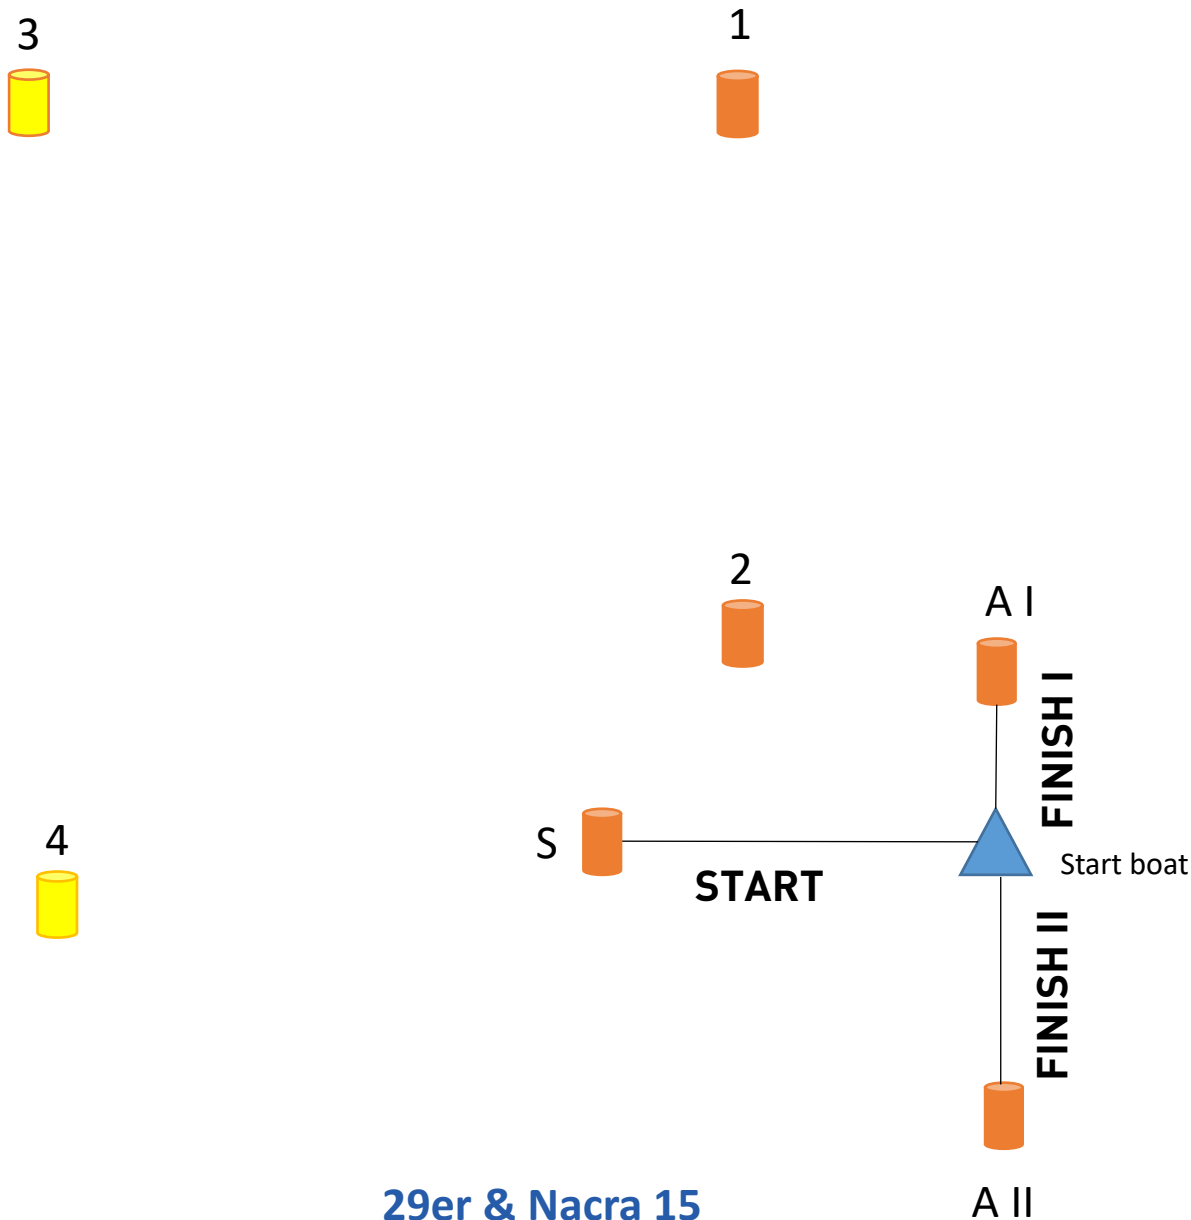 3
1
2
A I
FINISH I
4
S
START
Start boat
FINISH II
29er & Nacra 15
A II